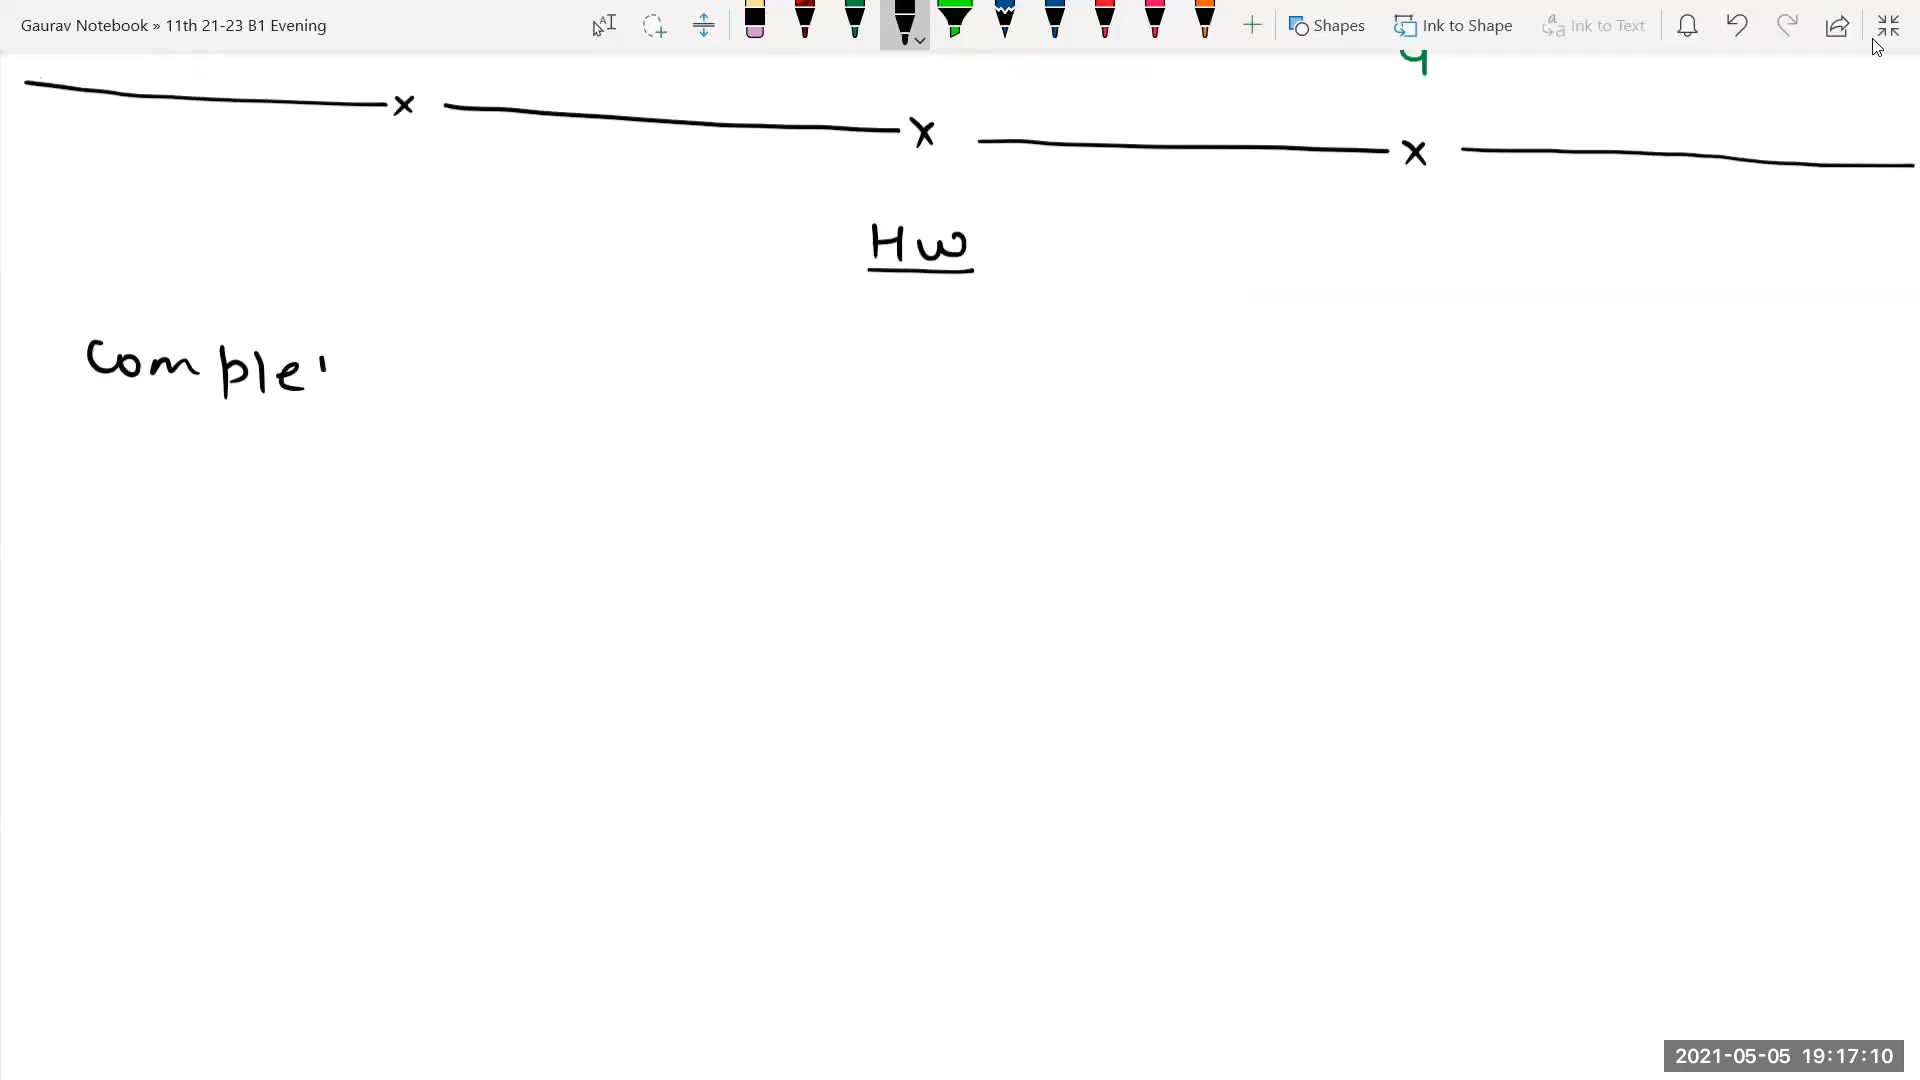 Gaurav Notebook » 11th 21-23 B1 Evening
Shapes
Ink to Shape
Ink to Text
x x x
HW
Comple
2021-05-05 19:17:10